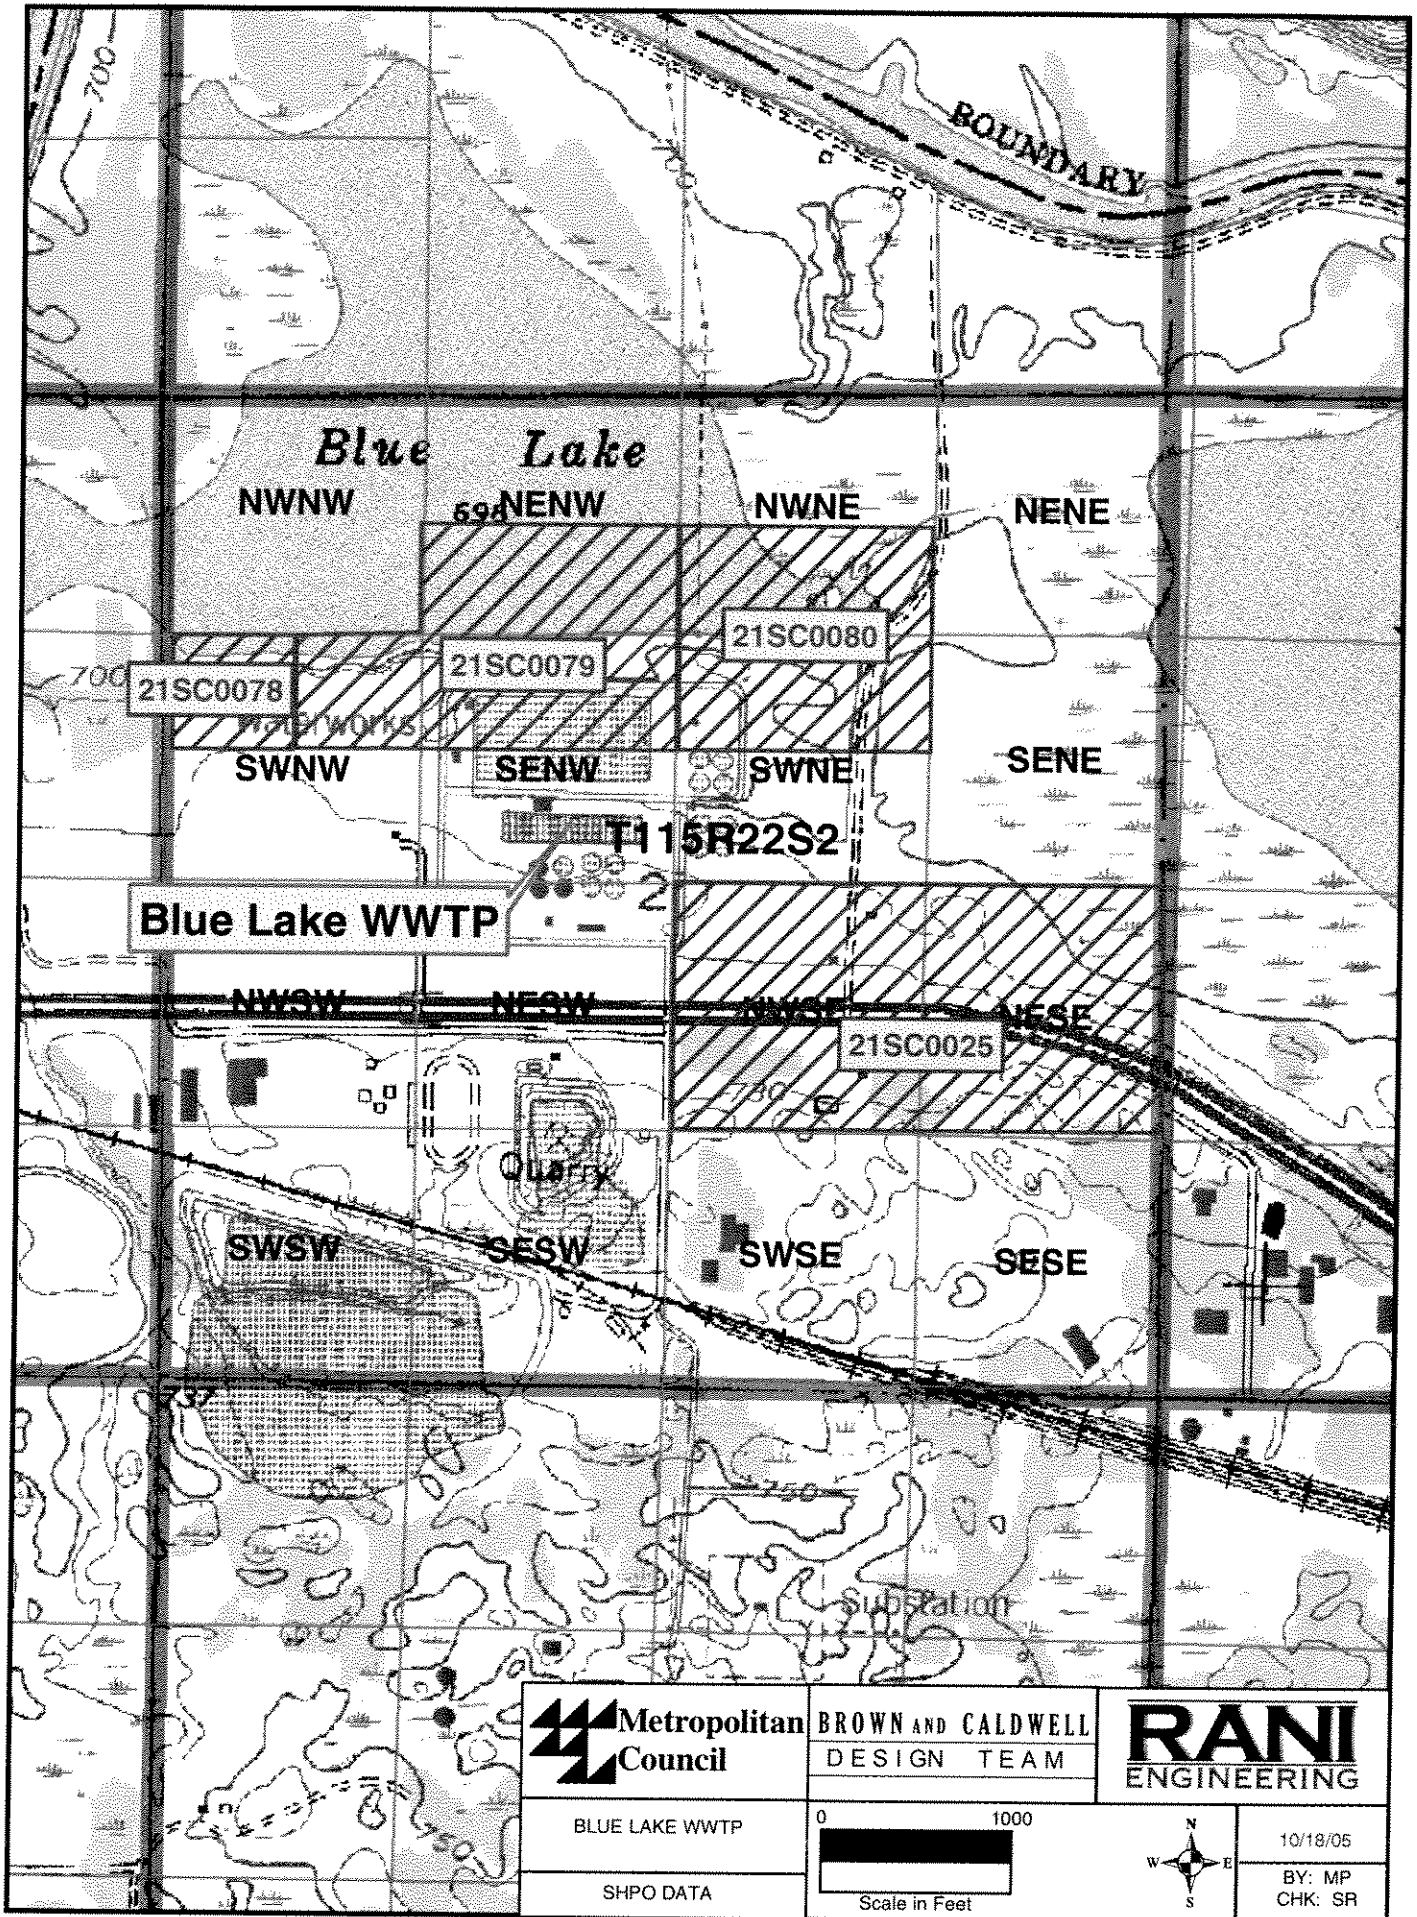 700
BOUNDARY
Blue Lake
NWNW
NENW
NWNE
NENE
21SC0080
21SC0079
21SC0078
700
Waterworks
SWNW
SENW
SWNE
SENE
T115R22S2
2
Blue Lake WWTP
NWSW
NESW
NWSE
NESE
21SC0025
Quarry
SWSW
SESW
SWSE
SESE
737
750
Substation
750
Metropolitan
Council
BROWN AND CALDWELL
DESIGN TEAM
RANI
ENGINEERING
BLUE LAKE WWTP
SHPO DATA
0
1000
Scale in Feet
N
W
E
S
10/18/05
BY: MP
CHK: SR